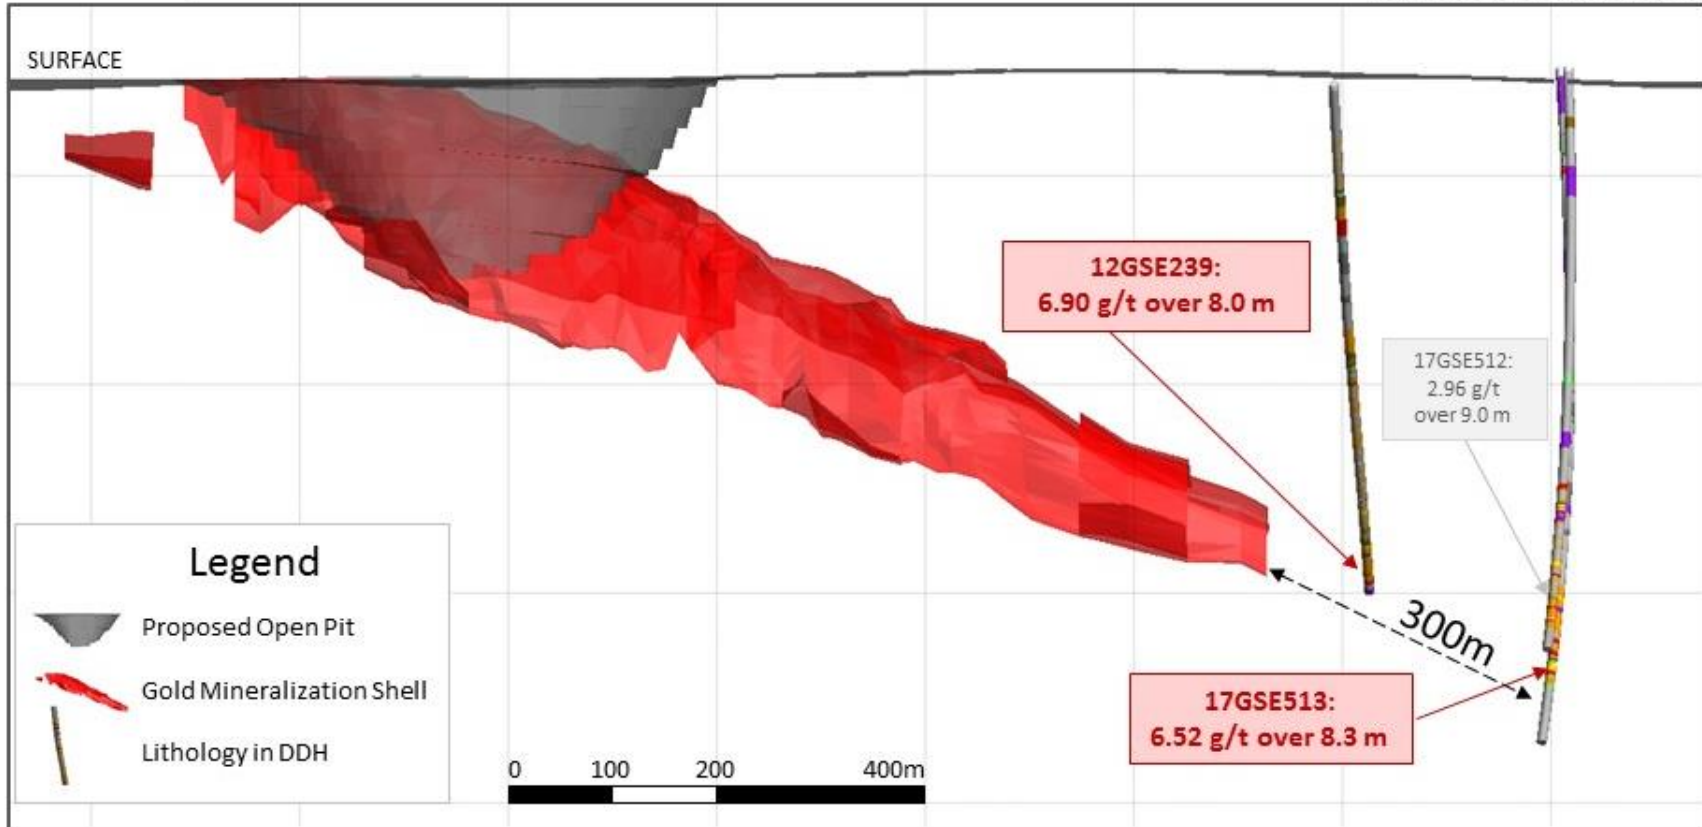 SURFACE
12GSE239:
6.90 g/t over 8.0 m
17GSE512:
2.96 g/t
over 9.0 m
300m
17GSE513:
6.52 g/t over 8.3 m
Legend
Proposed Open Pit
Gold Mineralization Shell
Lithology in DDH
0 100 200 400m